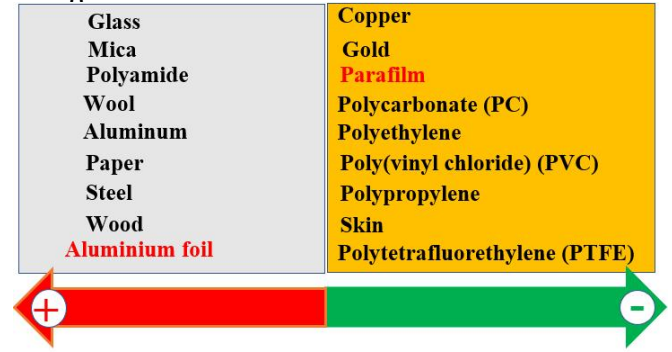 Glass
Mica
Polyamide
Wool
Aluminum
Paper
Steel
Wood
Aluminium foil
Copper
Gold
Parafilm
Polycarbonate (PC)
Polyethylene
Poly(vinyl chloride) (PVC)
Polypropylene
Skin
Polytetrafluorethylene (PTFE)
+
-